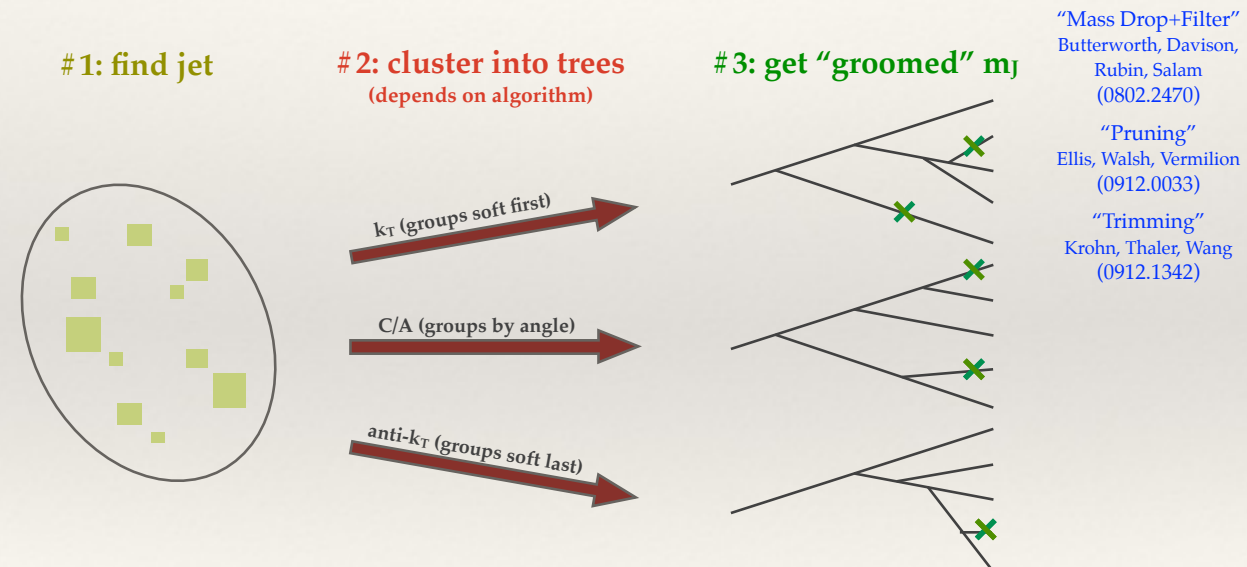 #1: find jet
#2: cluster into trees
(depends on algorithm)
#3: get “groomed” mJ
“Mass Drop+Filter”
Butterworth, Davison,
Rubin, Salam
(0802.2470)
“Pruning”
Ellis, Walsh, Vermilion
(0912.0033)
“Trimming”
Krohn, Thaler, Wang
(0912.1342)
kT (groups soft first)
C/A (groups by angle)
anti-kT (groups soft last)